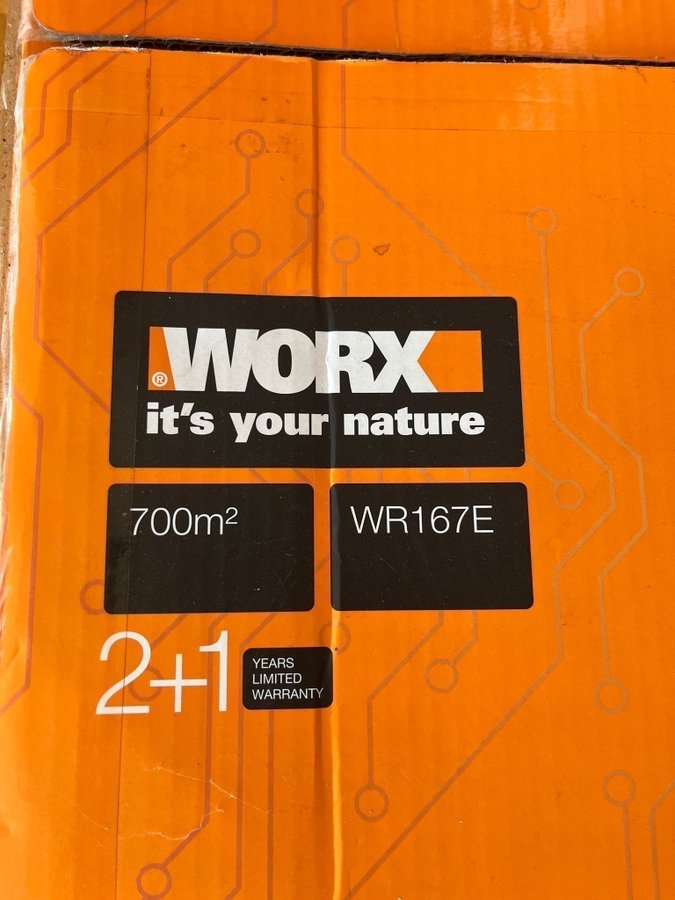 ®WORX
it's your nature
700m²
WR167E
2+1
YEARS
LIMITED
WARRANTY